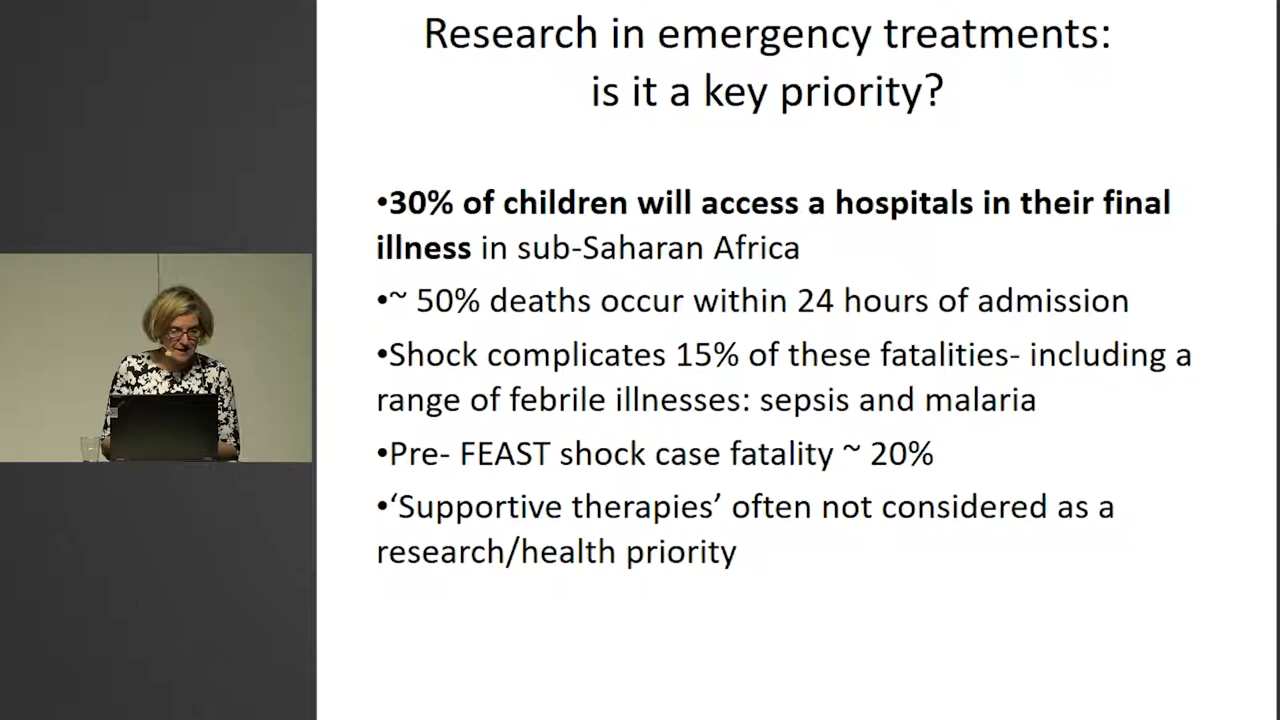 Research in emergency treatments:
is it a key priority?
•30% of children will access a hospitals in their final
illness in sub-Saharan Africa
•~ 50% deaths occur within 24 hours of admission
•Shock complicates 15% of these fatalities- including a
range of febrile illnesses: sepsis and malaria
•Pre- FEAST shock case fatality ~ 20%
•‘Supportive therapies’ often not considered as a
research/health priority